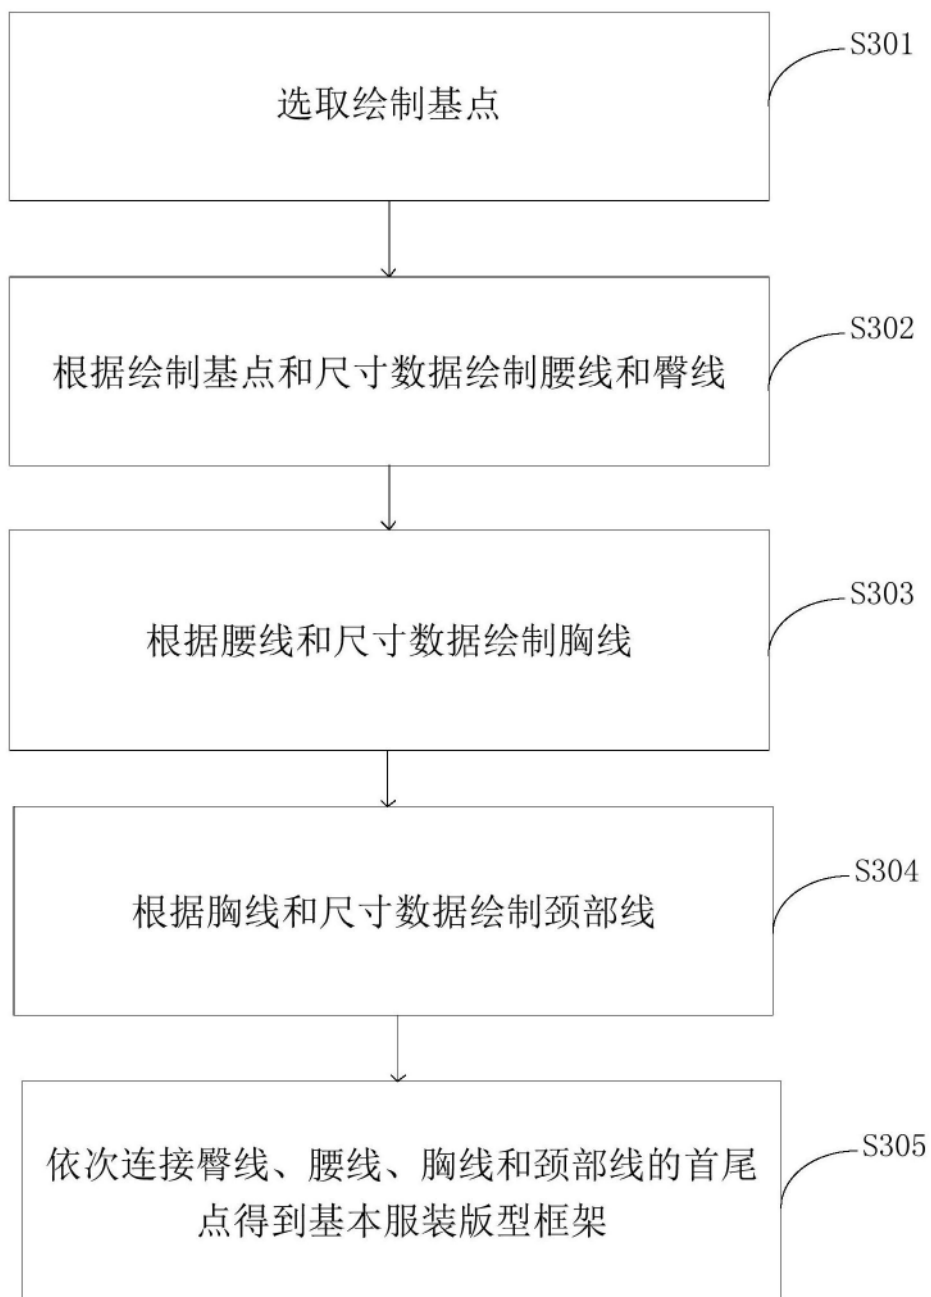 选取绘制基点
S301
根据绘制基点和尺寸数据绘制腰线和臀线
S302
根据腰线和尺寸数据绘制胸线
S303
根据胸线和尺寸数据绘制颈部线
S304
依次连接臀线、腰线、胸线和颈部线的首尾
点得到基本服装版型框架
S305